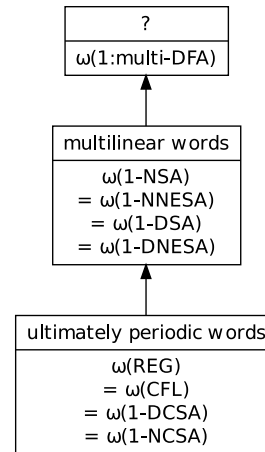 ?
ω(1:multi-DFA)
multilinear words
ω(1-NSA)
= ω(1-NNESA)
= ω(1-DSA)
= ω(1-DNESA)
ultimately periodic words
ω(REG)
= ω(CFL)
= ω(1-DCSA)
= ω(1-NCSA)